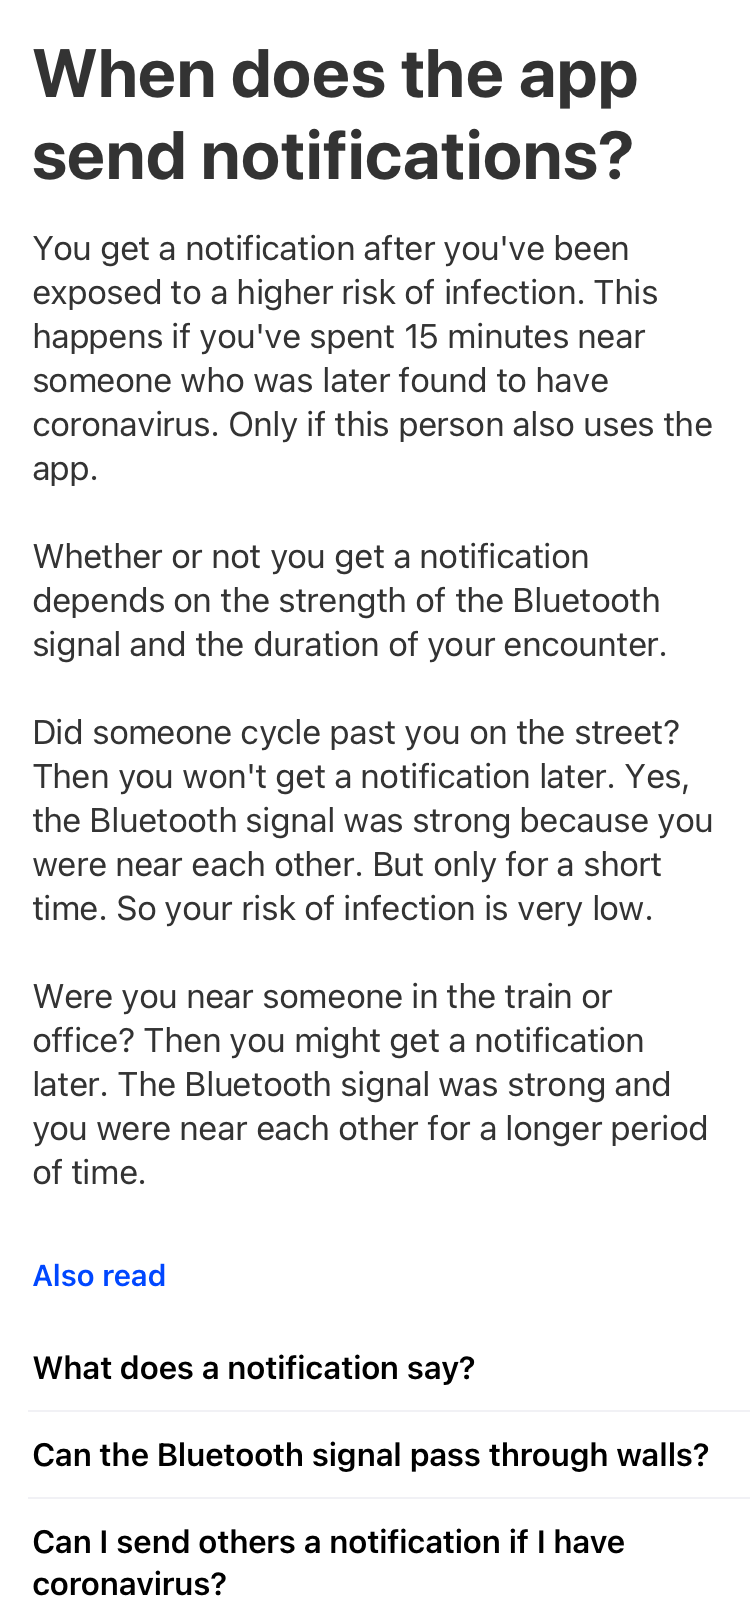 When does the app
send notifications?
You get a notification after you've been
exposed to a higher risk of infection. This
happens if you've spent 15 minutes near
someone who was later found to have
coronavirus. Only if this person also uses the
app.
Whether or not you get a notification
depends on the strength of the Bluetooth
signal and the duration of your encounter.
Did someone cycle past you on the street?
Then you won't get a notification later. Yes,
the Bluetooth signal was strong because you
were near each other. But only for a short
time. So your risk of infection is very low.
Were you near someone in the train or
office? Then you might get a notification
later. The Bluetooth signal was strong and
you were near each other for a longer period
of time.
Also read
What does a notification say?
Can the Bluetooth signal pass through walls?
Can I send others a notification if I have
coronavirus?